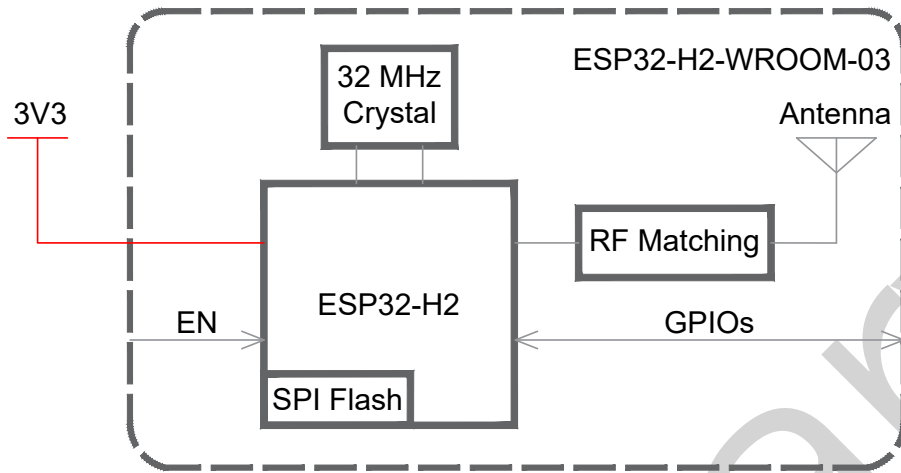 ESP32-H2-WROOM-03
32 MHz
Crystal
3V3
Antenna
RF Matching
ESP32-H2
EN
GPIOs
SPI Flash